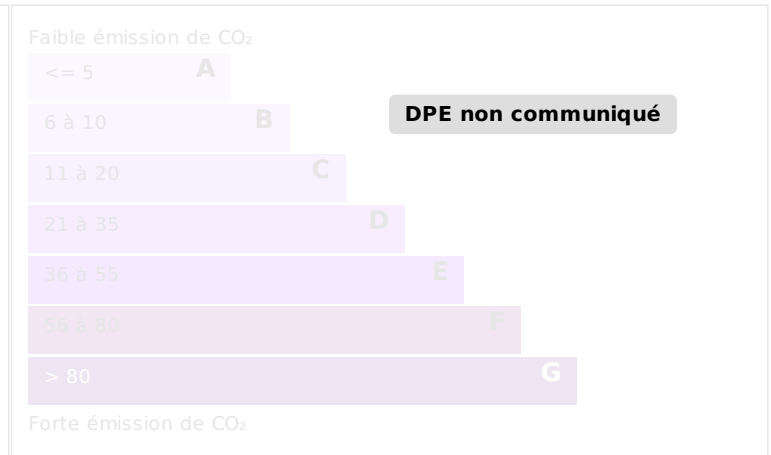 Faible émission de CO₂
<= 5 A
DPE non communiqué
6 à 10 B
11 à 20 C
21 à 35 D
36 à 55 E
56 à 80 F
> 80 G
Forte émission de CO₂